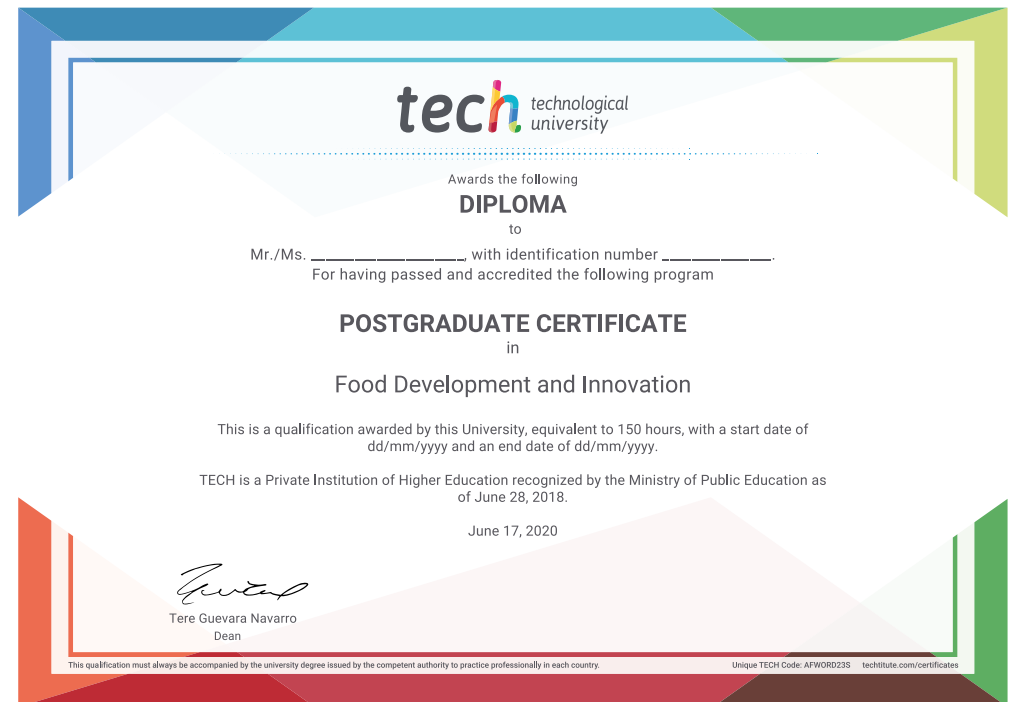 tech technological
university
Awards the following
DIPLOMA
to
Mr./Ms. __________________, with identification number _____________.
For having passed and accredited the following program
POSTGRADUATE CERTIFICATE
in
Food Development and Innovation
This is a qualification awarded by this University, equivalent to 150 hours, with a start date of
dd/mm/yyyy and an end date of dd/mm/yyyy.
TECH is a Private Institution of Higher Education recognized by the Ministry of Public Education as
of June 28, 2018.
June 17, 2020
Tere Guevara Navarro
Dean
This qualification must always be accompanied by the university degree issued by the competent authority to practice professionally in each country.
Unique TECH Code: AFWORD23S techtitute.com/certificates